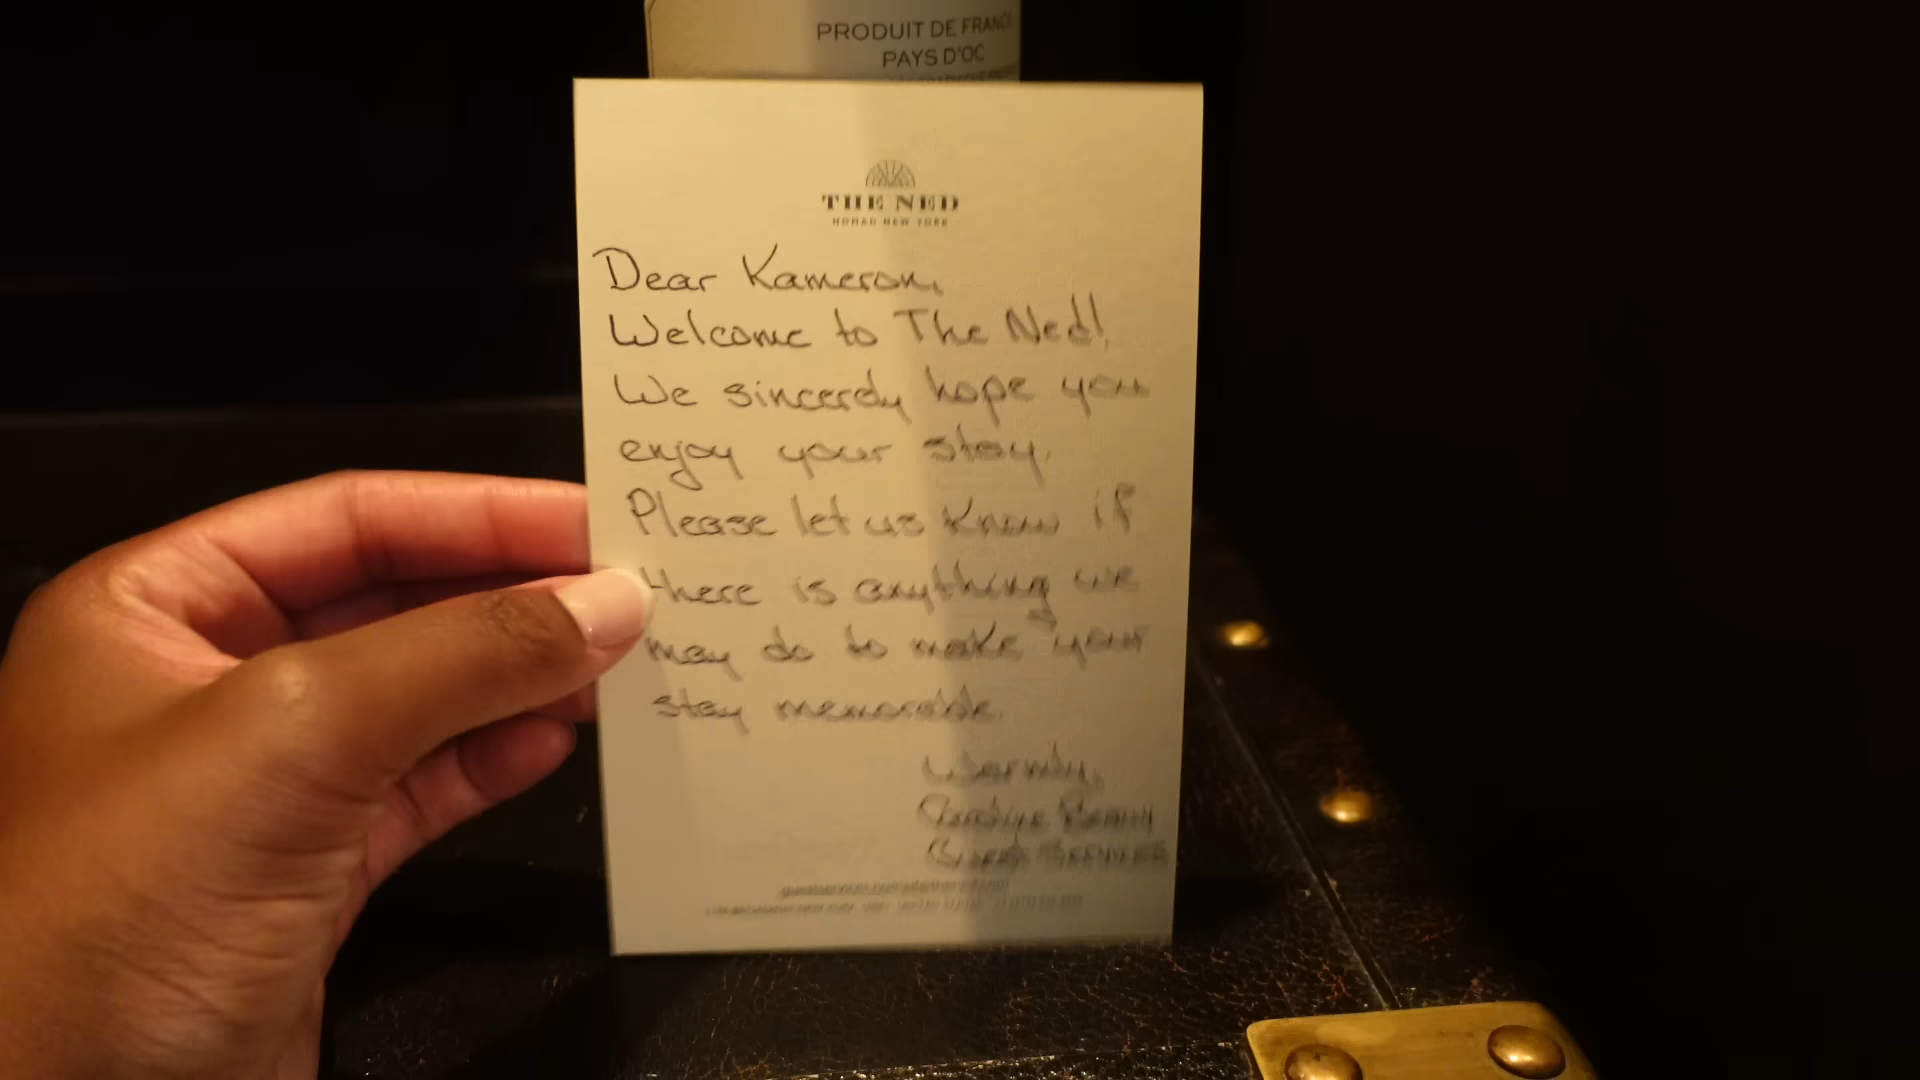 PRODUIT DE FRANCE
PAYS D'OC
THE NED
NOMAD NEW YORK
Dear Kameron,
Welcome to The Ned!
We sincerely hope you
enjoy your stay.
Please let us know if
there is anything we
may do to make your
stay memorable.
Warmly,
Guest Services